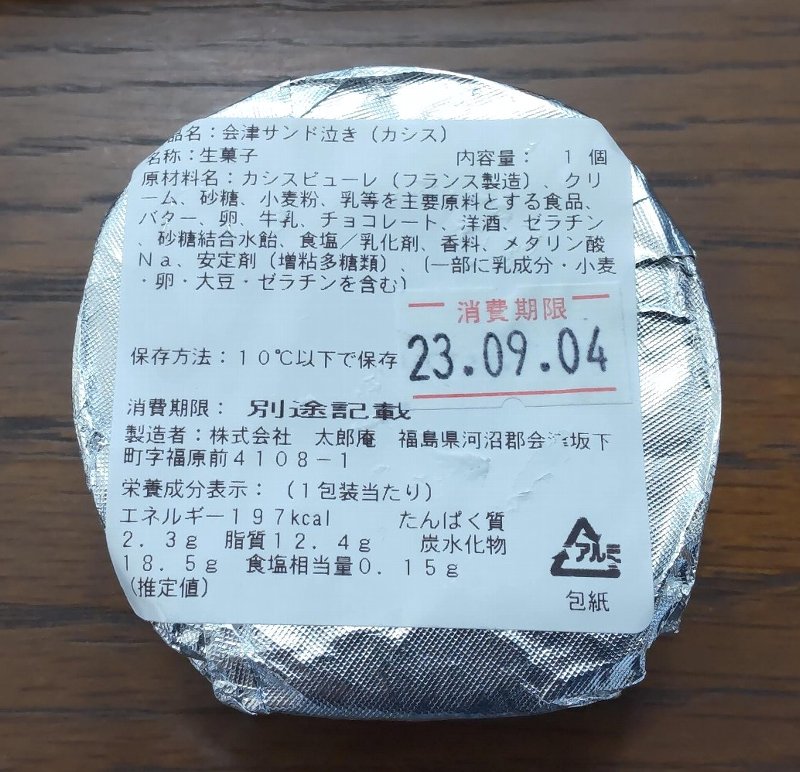 品名：会津サンド泣き（カシス）
名称：生菓子　内容量：　１個
原材料名：カシスピューレ（フランス製造）　クリ
ーム、砂糖、小麦粉、乳等を主要原料とする食品、
バター、卵、牛乳、チョコレート、洋酒、ゼラチン
、砂糖結合水飴、食塩／乳化剤、香料、メタリン酸
Ｎａ、安定剤（増粘多糖類）、（一部に乳成分・小麦
・卵・大豆・ゼラチンを含む）
消費期限
23.09.04
保存方法：１０℃以下で保存
消費期限：　別途記載
製造者：株式会社　太郎庵　福島県河沼郡会津坂下
町字福原前４１０８－１
栄養成分表示：（１包装当たり）
エネルギー１９７kcal　たんぱく質
２．３ｇ　脂質１２．４ｇ　炭水化物
１８．５ｇ　食塩相当量０．１５ｇ
（推定値）
アルミ
包紙